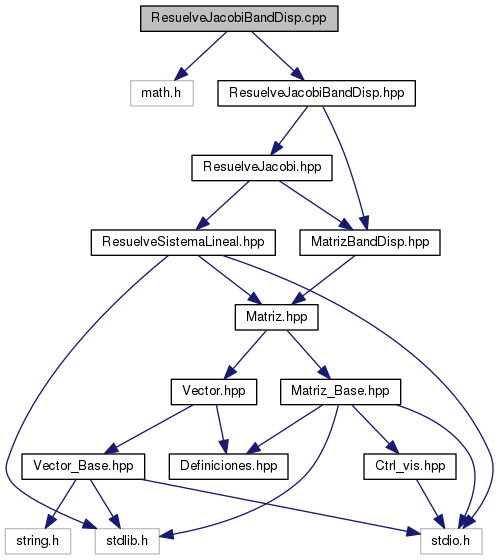 ResuelveJacobiBandDisp.cpp
math.h
ResuelveJacobiBandDisp.hpp
ResuelveJacobi.hpp
ResuelveSistemaLineal.hpp
MatrizBandDisp.hpp
Matriz.hpp
Vector.hpp
Matriz_Base.hpp
Vector_Base.hpp
Definiciones.hpp
Ctrl_vis.hpp
string.h
stdlib.h
stdio.h